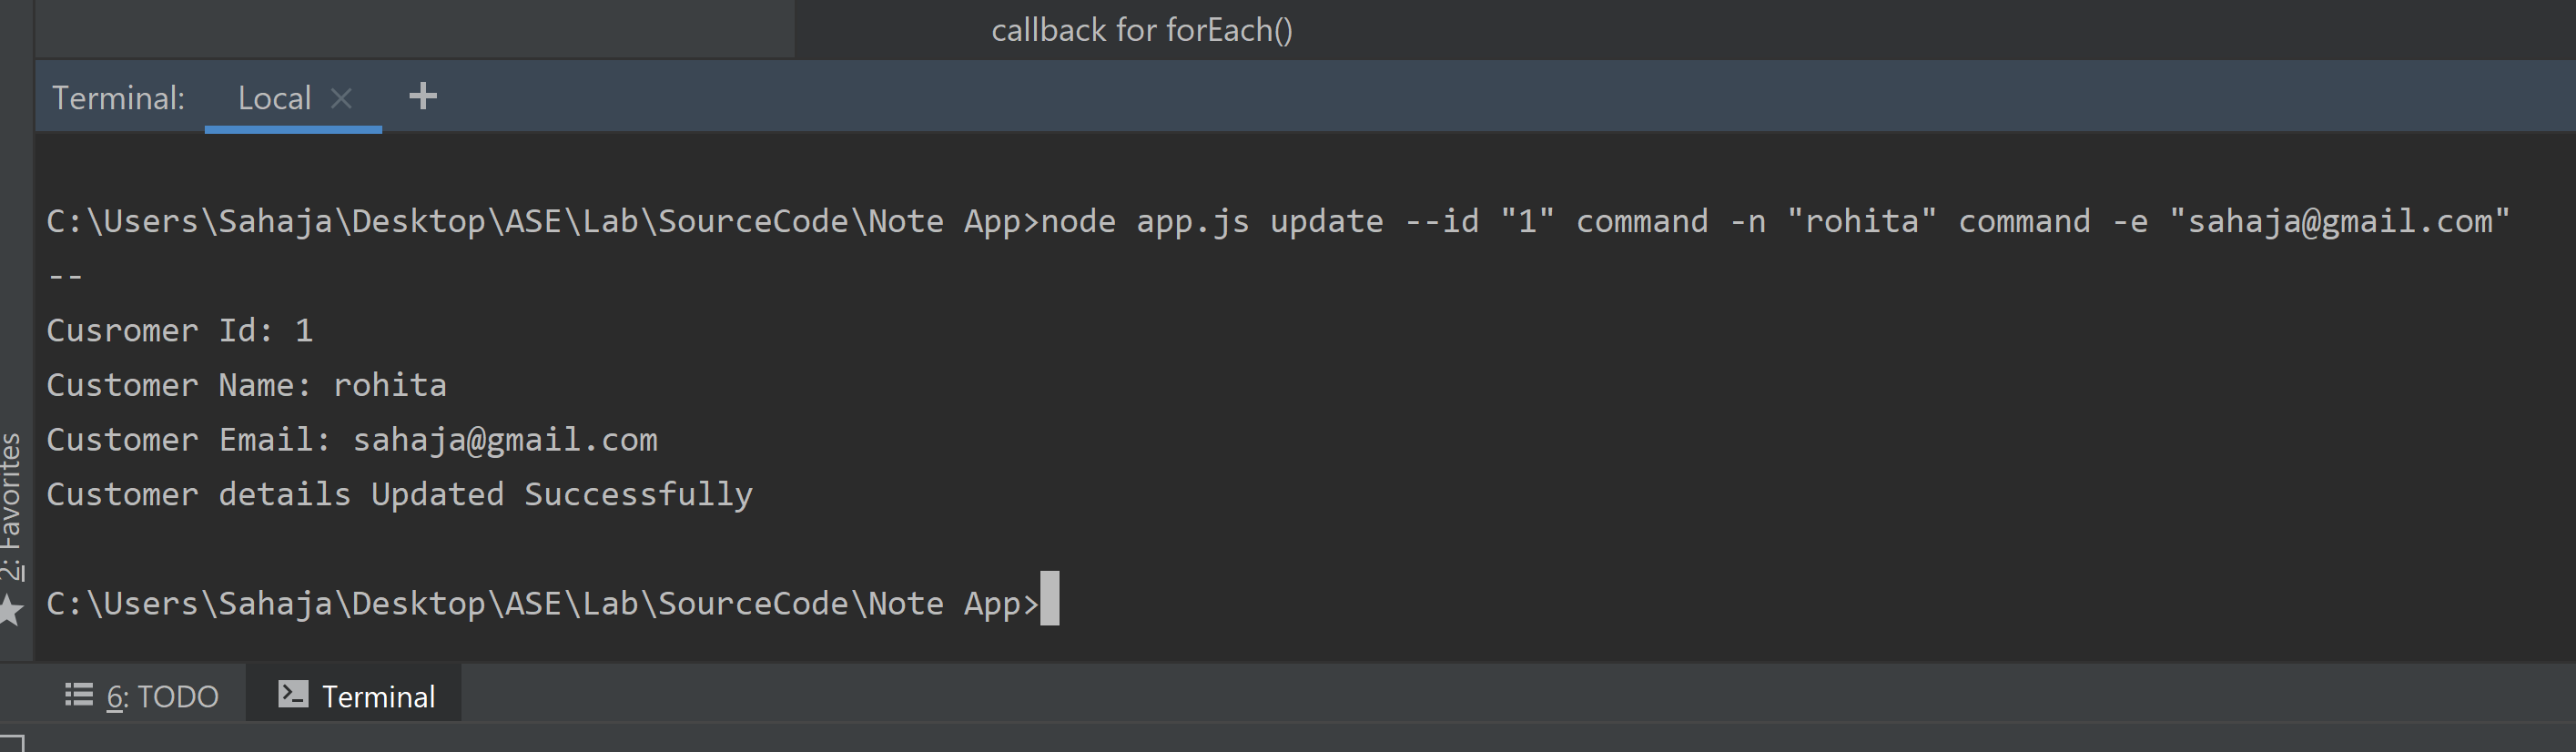 callback for forEach()
Terminal: Local
C:\Users\Sahaja\Desktop\ASE\Lab\SourceCode\Note App>node app.js update --id "1" command -n "rohita" command -e "sahaja@gmail.com"
--
Cusromer Id: 1
Customer Name: rohita
Customer Email: sahaja@gmail.com
Customer details Updated Successfully
C:\Users\Sahaja\Desktop\ASE\Lab\SourceCode\Note App>
2: Favorites
6: TODO Terminal